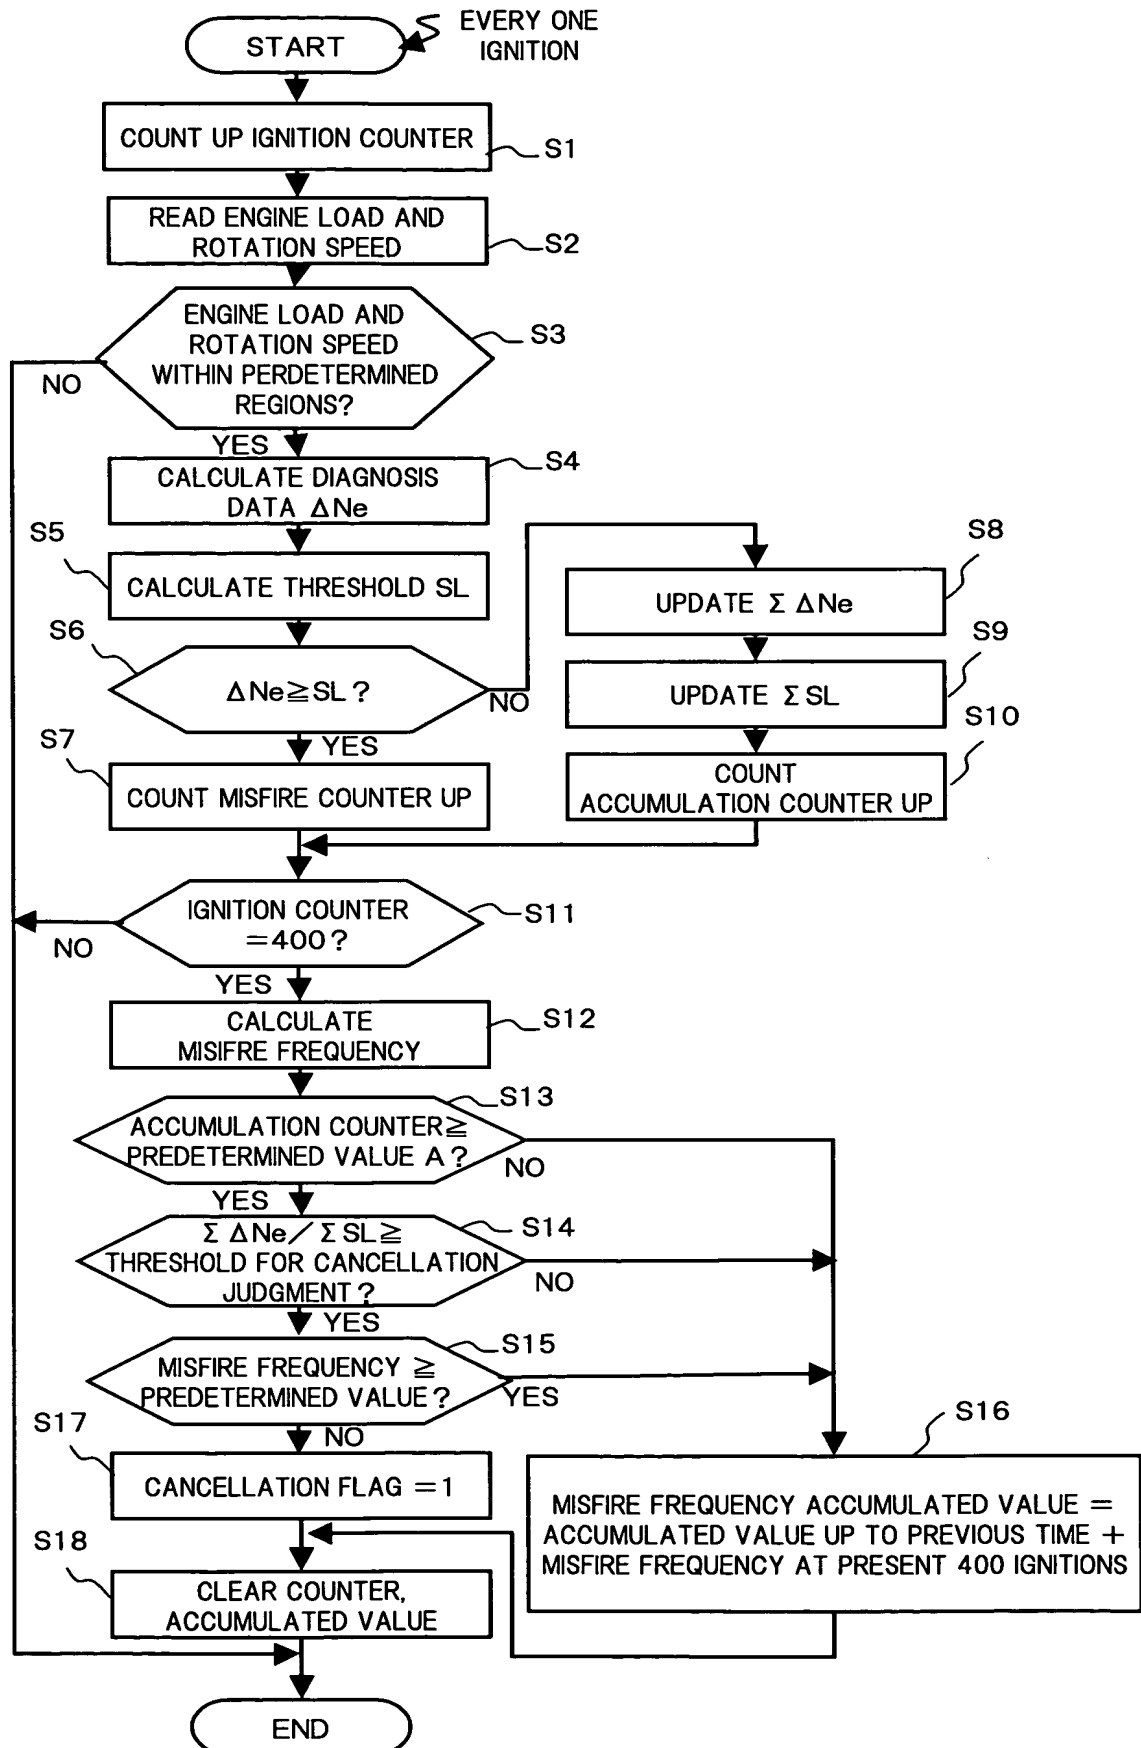 START
EVERY ONE
IGNITION
COUNT UP IGNITION COUNTER
S1
READ ENGINE LOAD AND
ROTATION SPEED
S2
ENGINE LOAD AND
ROTATION SPEED
WITHIN PERDETERMINED
REGIONS?
S3
NO
YES
CALCULATE DIAGNOSIS
DATA ΔNe
S4
S5
CALCULATE THRESHOLD SL
S6
ΔNe≧SL?
NO
YES
S7
COUNT MISFIRE COUNTER UP
S8
UPDATE Σ ΔNe
S9
UPDATE Σ SL
S10
COUNT
ACCUMULATION COUNTER UP
IGNITION COUNTER
=400?
S11
NO
YES
CALCULATE
MISIFRE FREQUENCY
S12
ACCUMULATION COUNTER≧
PREDETERMINED VALUE A?
S13
NO
YES
Σ ΔNe/ Σ SL≧
THRESHOLD FOR CANCELLATION
JUDGMENT?
S14
NO
YES
MISFIRE FREQUENCY ≧
PREDETERMINED VALUE?
S15
YES
NO
S16
MISFIRE FREQUENCY ACCUMULATED VALUE =
ACCUMULATED VALUE UP TO PREVIOUS TIME +
MISFIRE FREQUENCY AT PRESENT 400 IGNITIONS
S17
CANCELLATION FLAG =1
S18
CLEAR COUNTER,
ACCUMULATED VALUE
END